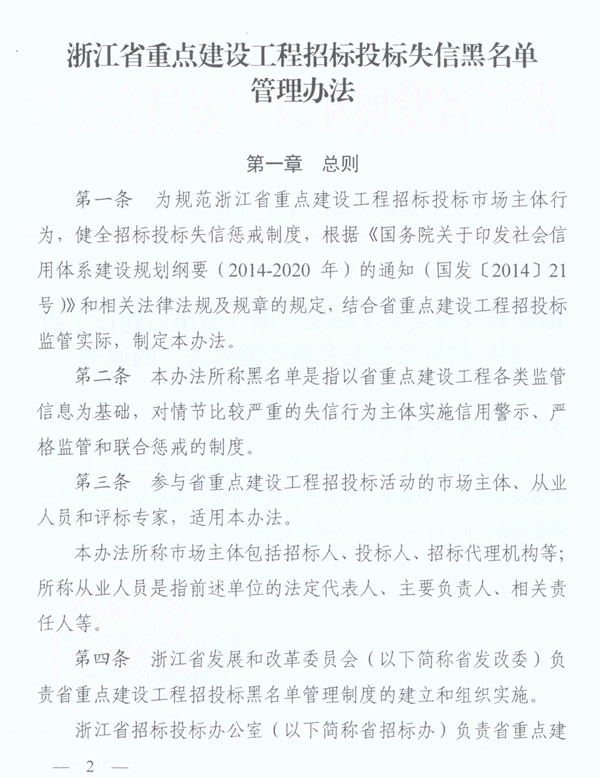 浙江省重点建设工程招标投标失信黑名单
管理办法
第一章 总则
第一条 为规范浙江省重点建设工程招标投标市场主体行
为，健全招标投标失信惩戒制度，根据《国务院关于印发社会信
用体系建设规划纲要（2014-2020 年）的通知（国发〔2014〕21
号）》和相关法律法规及规章的规定，结合省重点建设工程招投标
监管实际，制定本办法。
第二条 本办法所称黑名单是指以省重点建设工程各类监管
信息为基础，对情节比较严重的失信行为主体实施信用警示、严
格监管和联合惩戒的制度。
第三条 参与省重点建设工程招投标活动的市场主体、从业
人员和评标专家，适用本办法。
本办法所称市场主体包括招标人、投标人、招标代理机构等；
所称从业人员是指前述单位的法定代表人、主要负责人、相关责
任人等。
第四条 浙江省发展和改革委员会（以下简称省发改委）负
责省重点建设工程招投标黑名单管理制度的建立和组织实施。
浙江省招标投标办公室（以下简称省招标办）负责省重点建
— 2 —